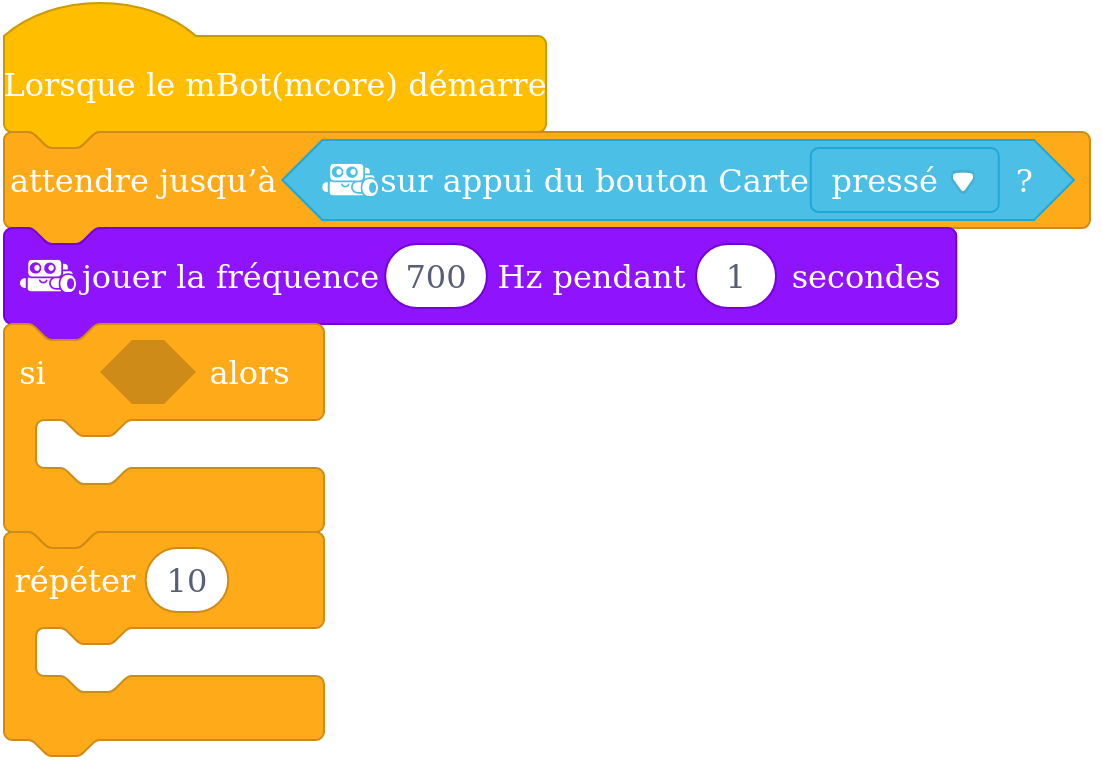 Lorsque le mBot(mcore) démarre
attendre jusqu’à sur appui du bouton Carte pressé ?
jouer la fréquence 700 Hz pendant 1 secondes
si alors
répéter 10